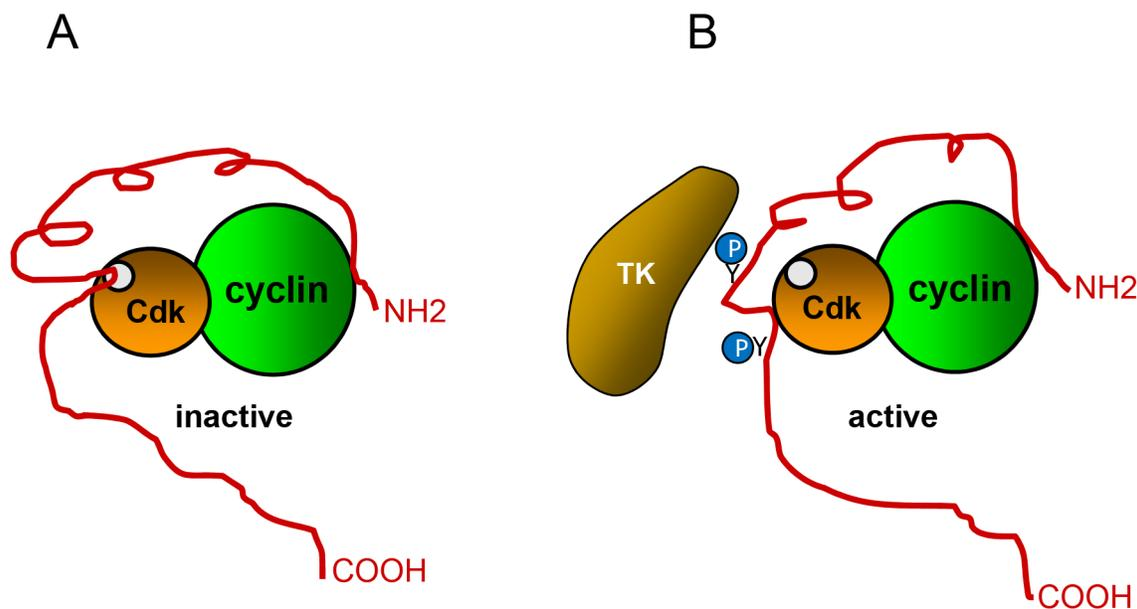 A
B
TK
P
Y
Cdk
cyclin
NH2
P Y
Cdk
cyclin
NH2
inactive
active
COOH
COOH